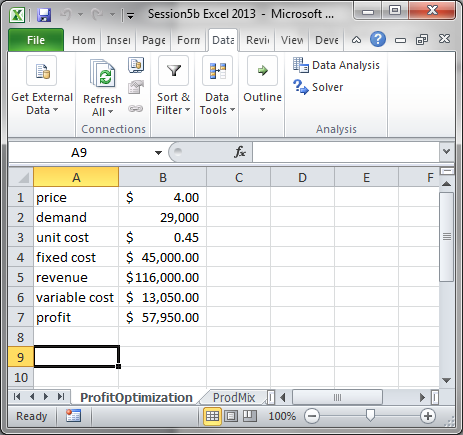 Session5b Excel 2013 - Microsoft ...
File Hom Inser Page Form Data Revie View Deve
Get External Data Refresh All Sort & Filter Data Tools Outline Data Analysis
Solver
Connections Analysis
A9 fx
A B C D E F
1 price $ 4.00
2 demand 29,000
3 unit cost $ 0.45
4 fixed cost $ 45,000.00
5 revenue $116,000.00
6 variable cost $ 13,050.00
7 profit $ 57,950.00
8
9
10
ProfitOptimization ProdMix
Ready 100%